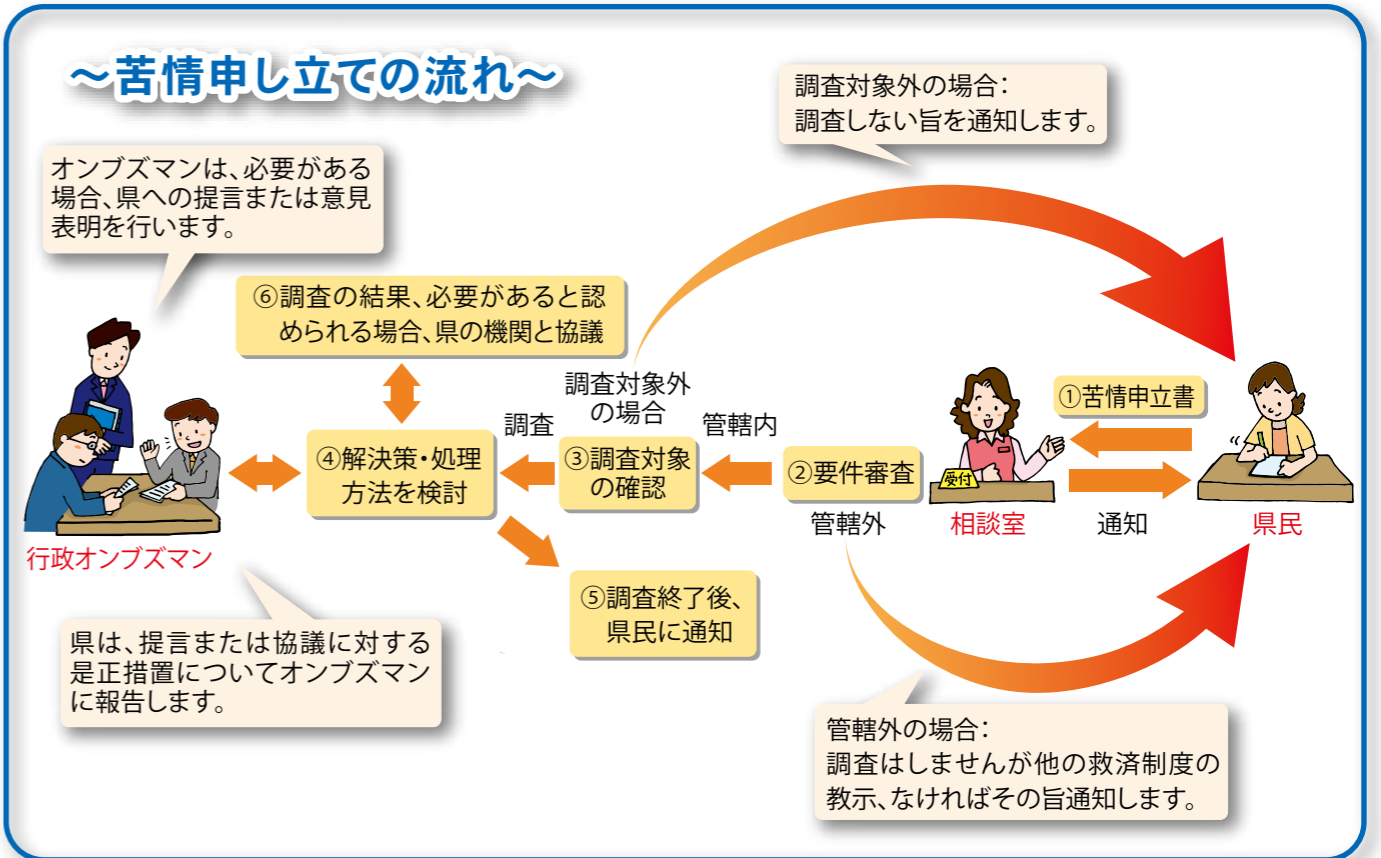 ～苦情申し立ての流れ～
調査対象外の場合：
調査しない旨を通知します。
オンブズマンは、必要がある
場合、県への提言または意見
表明を行います。
⑥調査の結果、必要があると認
められる場合、県の機関と協議
調査対象外
の場合
調査
管轄内
①苦情申立書
④解決策・処理
方法を検討
③調査対象
の確認
②要件審査
受付
管轄外
相談室
通知
県民
行政オンブズマン
⑤調査終了後、
県民に通知
県は、提言または協議に対する
是正措置についてオンブズマン
に報告します。
管轄外の場合：
調査はしませんが他の救済制度の
教示、なければその旨通知します。